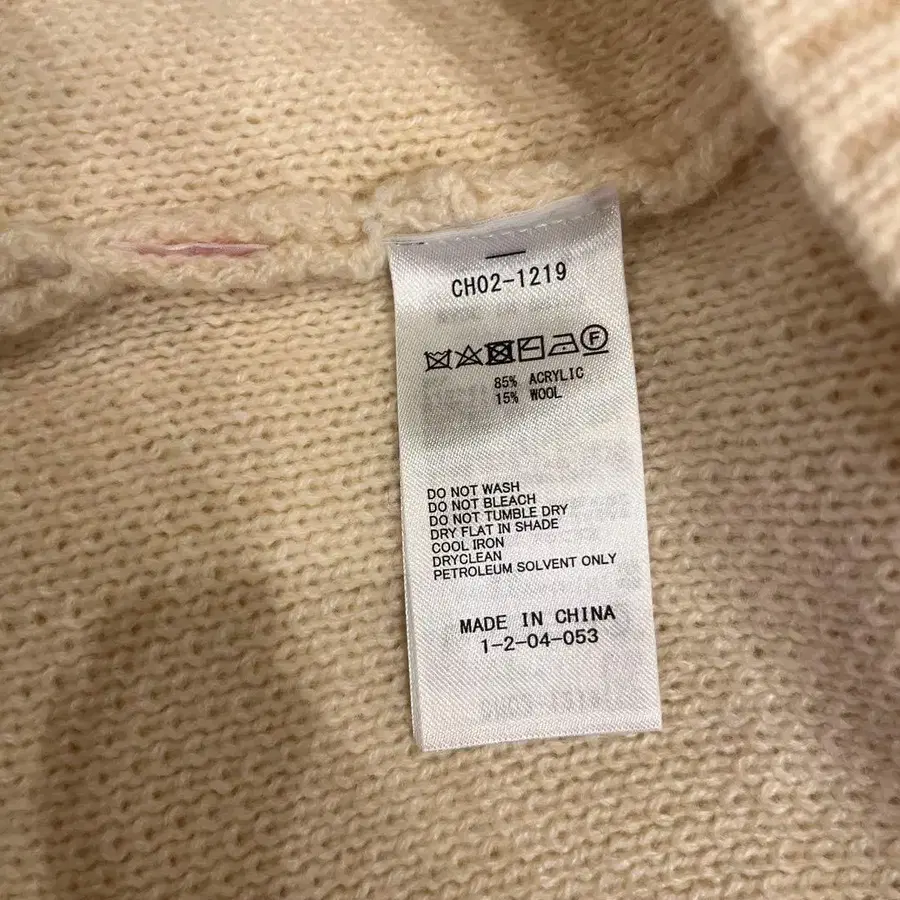 CH02-1219
F
85% ACRYLIC
15% WOOL
DO NOT WASH
DO NOT BLEACH
DO NOT TUMBLE DRY
DRY FLAT IN SHADE
COOL IRON
DRYCLEAN
PETROLEUM SOLVENT ONLY
MADE IN CHINA
1-2-04-053